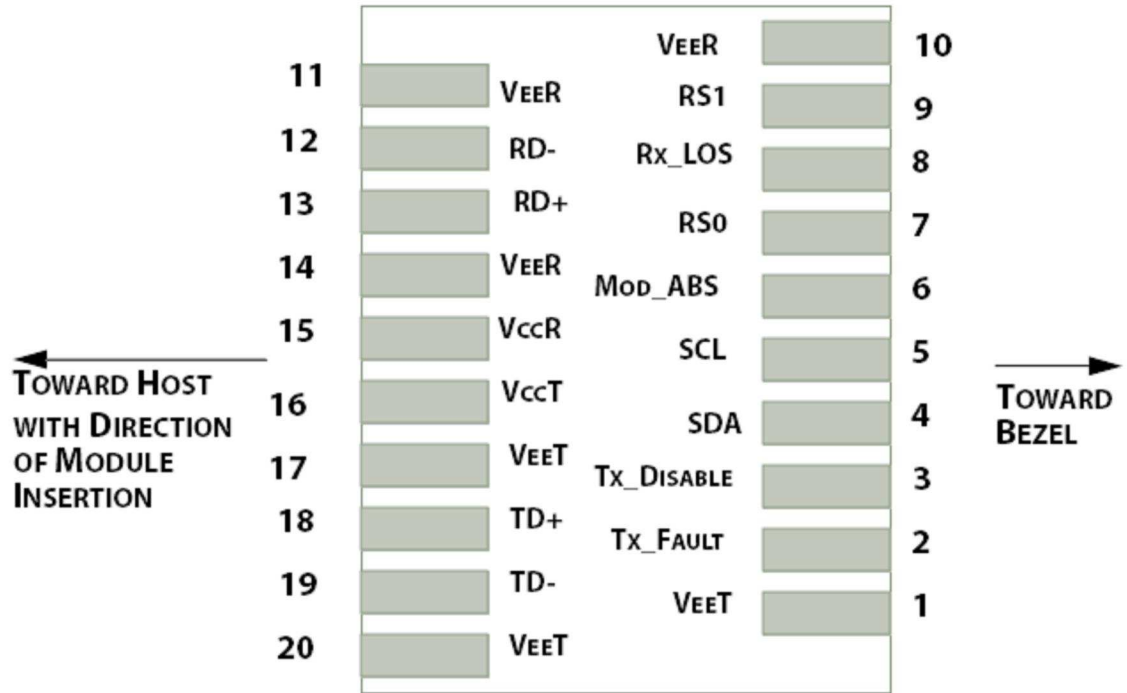 VEER 10
11 VEER
RS1 9
12 RD-
RX_LOS 8
13 RD+
RS0 7
14 VEER
MOD_ABS 6
15 VCCR
SCL 5
TOWARD HOST
WITH DIRECTION
OF MODULE
INSERTION
TOWARD
BEZEL
16 VCCT
SDA 4
17 VEET
TX_DISABLE 3
18 TD+
TX_FAULT 2
19 TD-
VEET 1
20 VEET